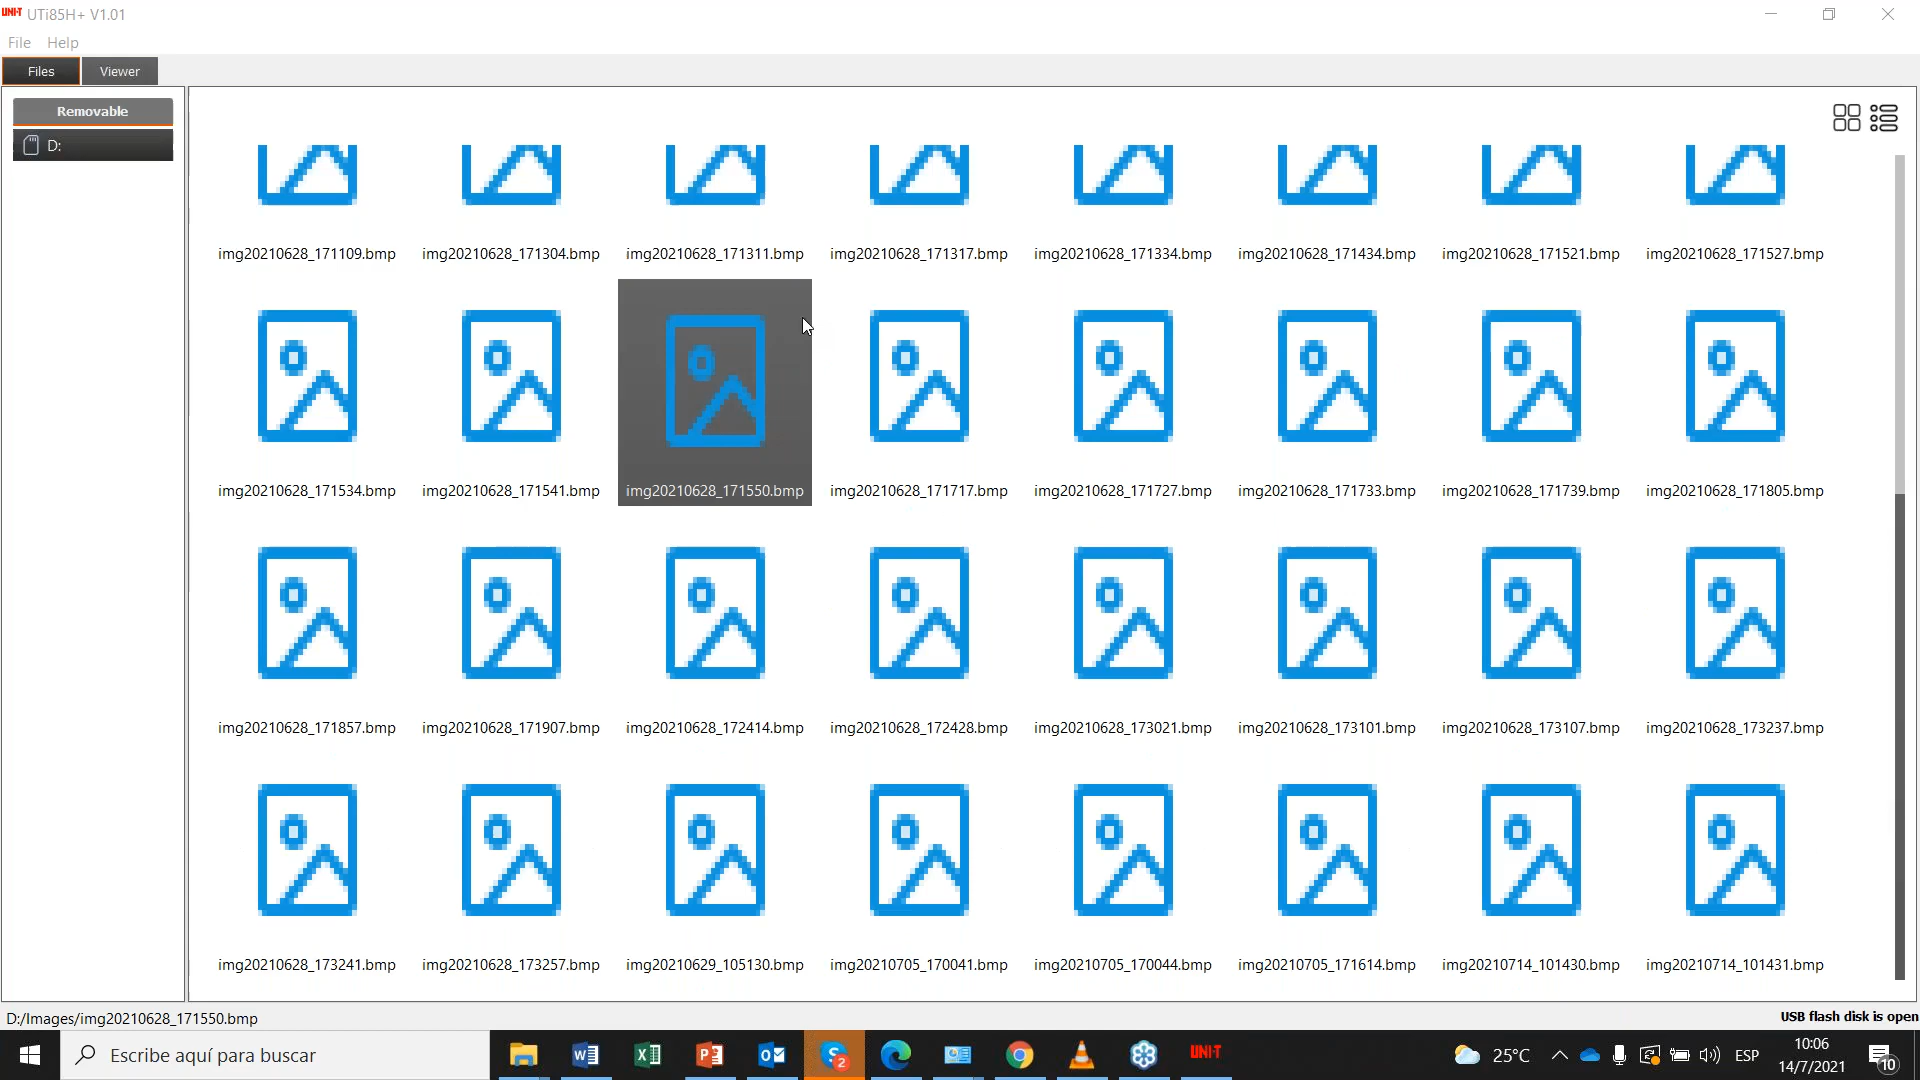 UNI-T UTi85H+ V1.01
File Help
Files Viewer
Removable
D:
img20210628_171109.bmp img20210628_171304.bmp img20210628_171311.bmp img20210628_171317.bmp img20210628_171334.bmp img20210628_171434.bmp img20210628_171521.bmp img20210628_171527.bmp
img20210628_171534.bmp img20210628_171541.bmp img20210628_171550.bmp img20210628_171717.bmp img20210628_171727.bmp img20210628_171733.bmp img20210628_171739.bmp img20210628_171805.bmp
img20210628_171857.bmp img20210628_171907.bmp img20210628_172414.bmp img20210628_172428.bmp img20210628_173021.bmp img20210628_173101.bmp img20210628_173107.bmp img20210628_173237.bmp
img20210628_173241.bmp img20210628_173257.bmp img20210629_105130.bmp img20210705_170041.bmp img20210705_170044.bmp img20210705_171614.bmp img20210714_101430.bmp img20210714_101431.bmp
D:/Images/img20210628_171550.bmp USB flash disk is open
Escribe aquí para buscar 2 UNI-T 25°C ESP 10:06
14/7/2021 10